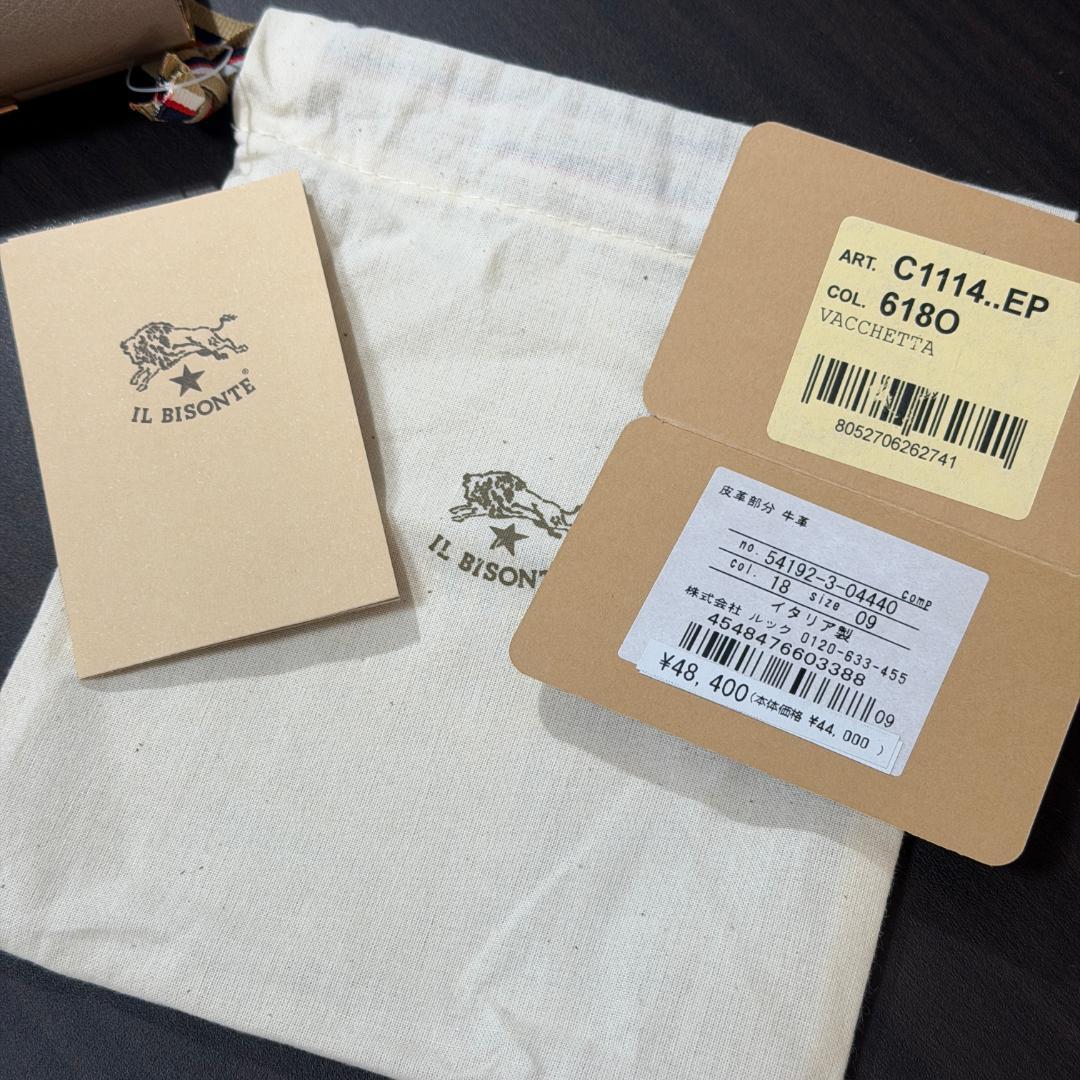 IL BISONTE®
IL BISONT
ART. C1114..EP
COL. 618O
VACCHETTA
8052706262741
皮革部分 牛革
no. 54192-3-04440 comp
col. 18 size 09
イタリア製
株式会社 ルック 0120-633-455
4548476603388
09
¥48,400(本体価格 ¥44,000 )